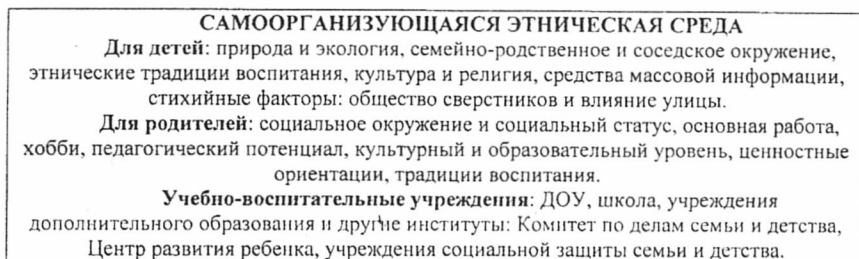 САМООРГАНИЗУЮЩАЯСЯ ЭТНИЧЕСКАЯ СРЕДА
Для детей: природа и экология, семейно-родственное и соседское окружение,
этнические традиции воспитания, культура и религия, средства массовой информации,
стихийные факторы: общество сверстников и влияние улицы.
Для родителей: социальное окружение и социальный статус, основная работа,
хобби, педагогический потенциал, культурный и образовательный уровень, ценностные
ориентации, традиции воспитания.
Учебно-воспитательные учреждения: ДОУ, школа, учреждения
дополнительного образования и другие институты: Комитет по делам семьи и детства,
Центр развития ребенка, учреждения социальной защиты семьи и детства.